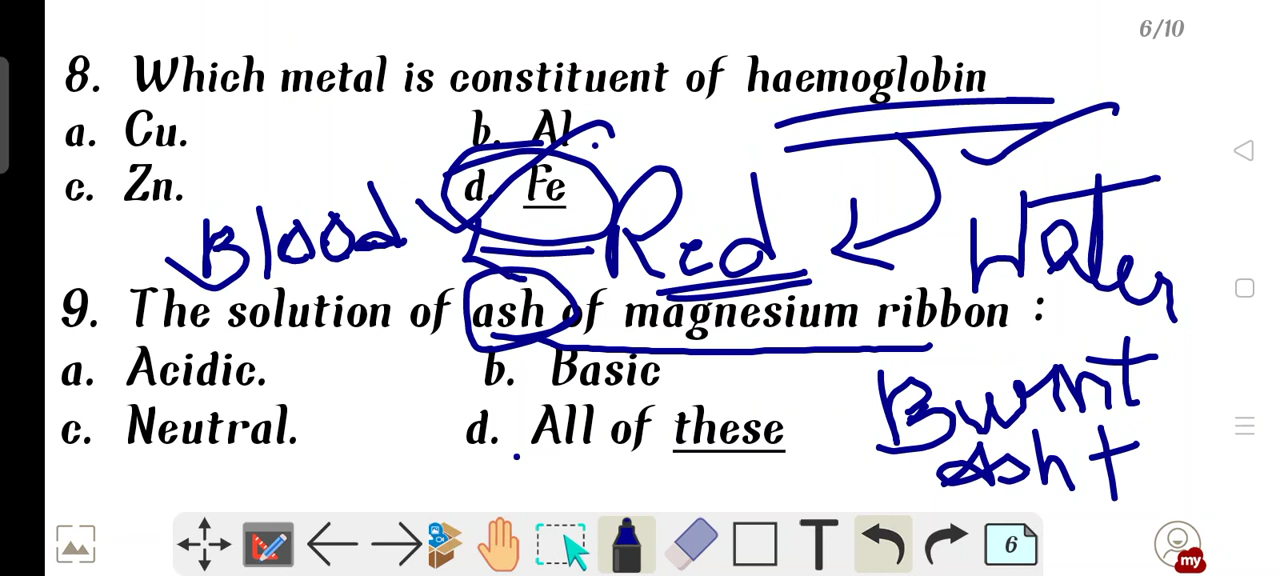 6/10
8. Which metal is constituent of haemoglobin
a. Cu. b. Al.
c. Zn. d. Fe
Blood Red Water
9. The solution of ash of magnesium ribbon :
a. Acidic. b. Basic
c. Neutral. d. All of these
Burnt
Ash +
T 6
my